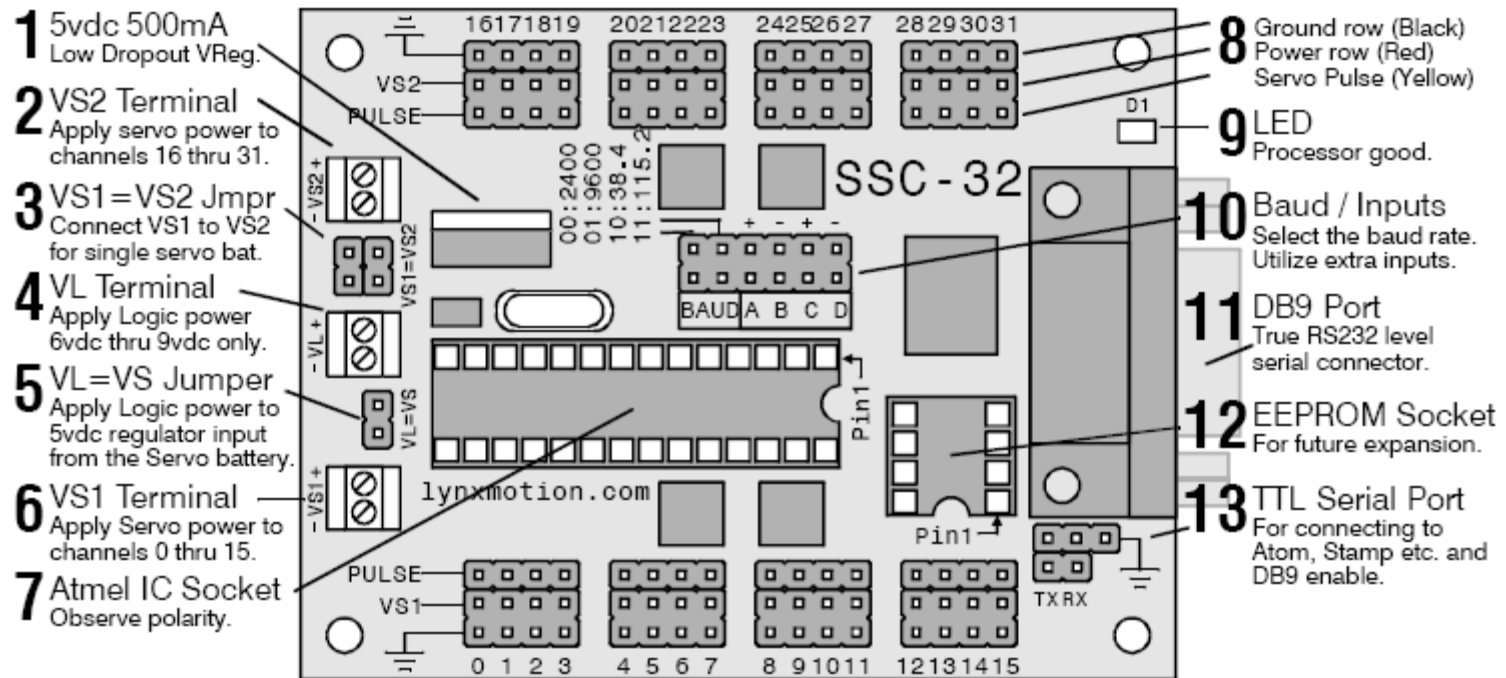 1 5vdc 500mA
Low Dropout VReg.
2 VS2 Terminal
Apply servo power to
channels 16 thru 31.
3 VS1=VS2 Jmpr
Connect VS1 to VS2
for single servo bat.
4 VL Terminal
Apply Logic power
6vdc thru 9vdc only.
5 VL=VS Jumper
Apply Logic power to
5vdc regulator input
from the Servo battery.
6 VS1 Terminal
Apply Servo power to
channels 0 thru 15.
7 Atmel IC Socket
Observe polarity.
16171819 20212223 24252627 28293031
VS2
PULSE
D1
- VS2 +
00:2400
01:9600
10:38.4
11:115.2
SSC-32
VS1=VS2
+ - + -
BAUD A B C D
- VL +
VL=VS
Pin1
- VS1 +
lynxmotion.com
Pin1
PULSE
VS1
TX RX
0 1 2 3 4 5 6 7 8 9 1011 12131415
8 Ground row (Black)
Power row (Red)
Servo Pulse (Yellow)
9 LED
Processor good.
10 Baud / Inputs
Select the baud rate.
Utilize extra inputs.
11 DB9 Port
True RS232 level
serial connector.
12 EEPROM Socket
For future expansion.
13 TTL Serial Port
For connecting to
Atom, Stamp etc. and
DB9 enable.